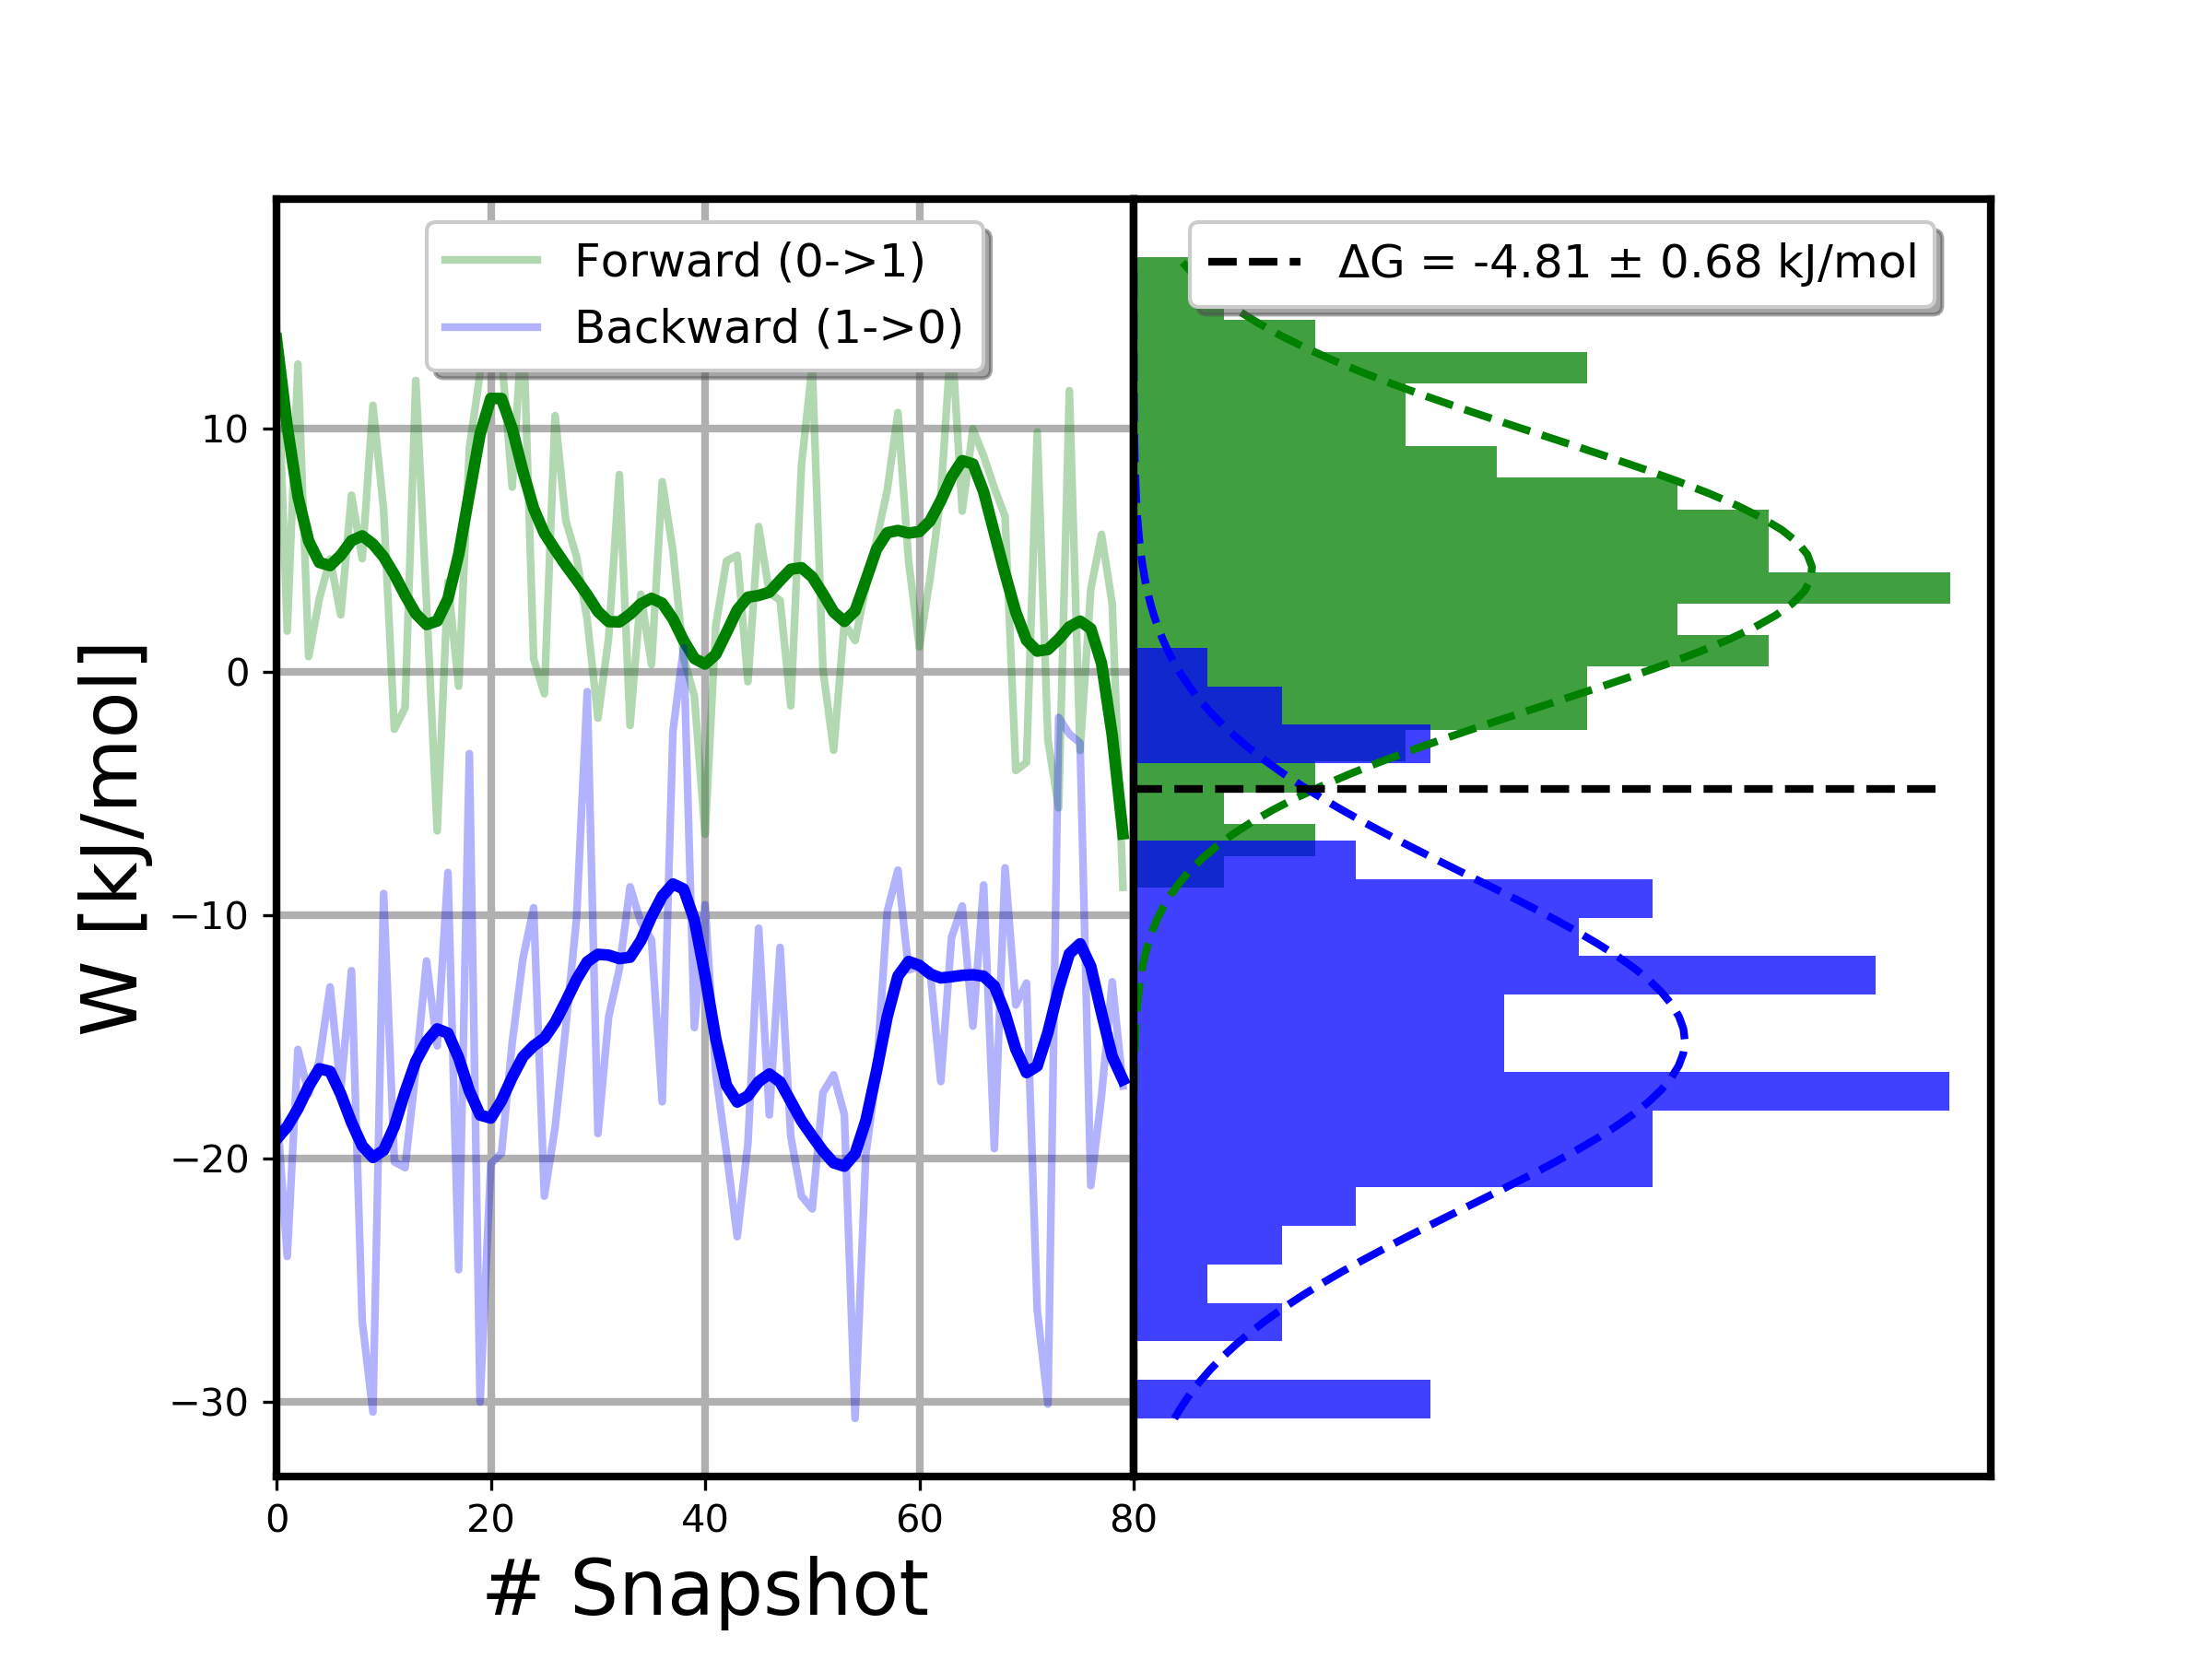 Forward (0->1)
Backward (1->0)
ΔG = -4.81 ± 0.68 kJ/mol
W [kJ/mol]
10
0
−10
−20
−30
0 20 40 60 80
# Snapshot